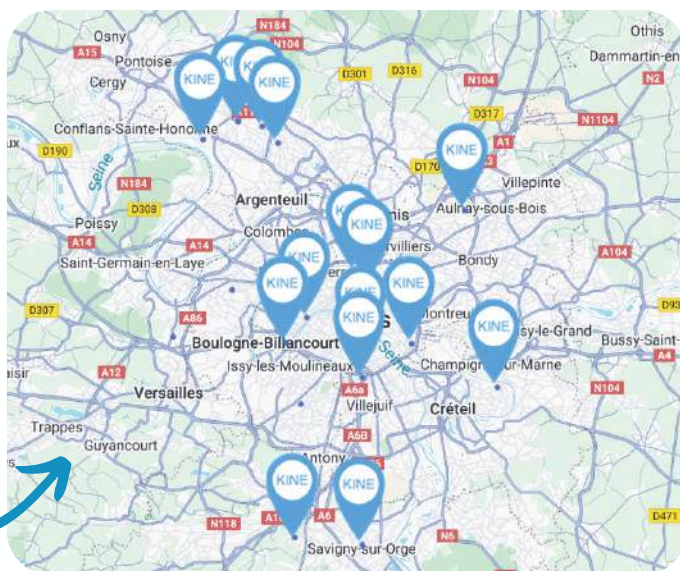 Osny
N184
N104
Othis
A15
Pontoise
D301
D316
Dammartin-en
Cergy
KINE
N104
N2
KINE
D317
N1104
Conflans-Sainte-Honorine
KINE
A1
D190
D170
Seine
N184
Villepinte
Argenteuil
Aulnay-sous-Bois
D308
Poissy
Colombes
KINE
A14
A14
A104
Saint-Germain-en-Laye
KINE
Bondy
KINE
KINE
KINE
D307
KINE
KINE
A86
Boulogne-Billancourt
Seine
Bussy-Saint-
Issy-les-Moulineaux
Champigny-sur-Marne
A4
A12
A6a
Versailles
Villejuif
Créteil
N104
Trappes
A6B
Guyancourt
Antony
KINE
KINE
N118
A6
N6
D471
Savigny-sur-Orge